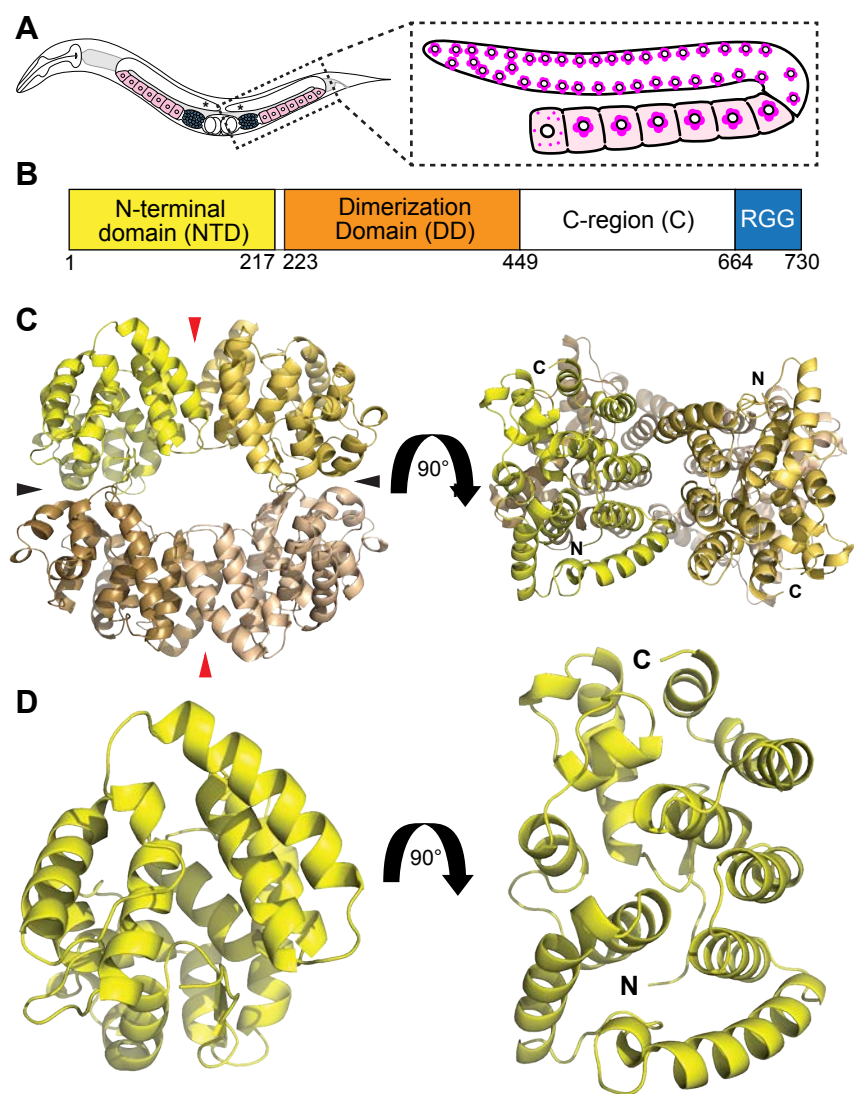 A
* *
B
N-terminal
domain (NTD)
Dimerization
Domain (DD)
C-region (C)
RGG
1 217 223 449 664 730
C
90°
C
N
N
C
D
90°
C
N